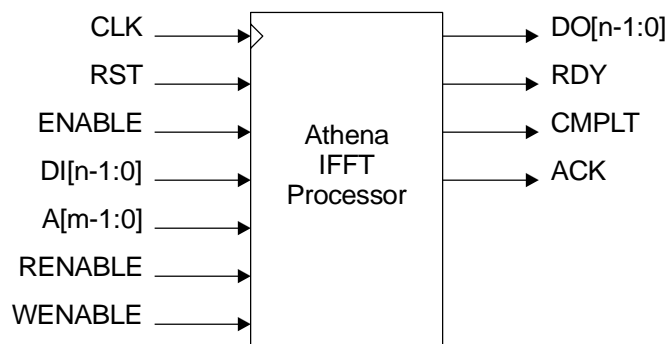 CLK
RST
ENABLE
DI[n-1:0]
A[m-1:0]
RENABLE
WENABLE
Athena
IFFT
Processor
DO[n-1:0]
RDY
CMPLT
ACK